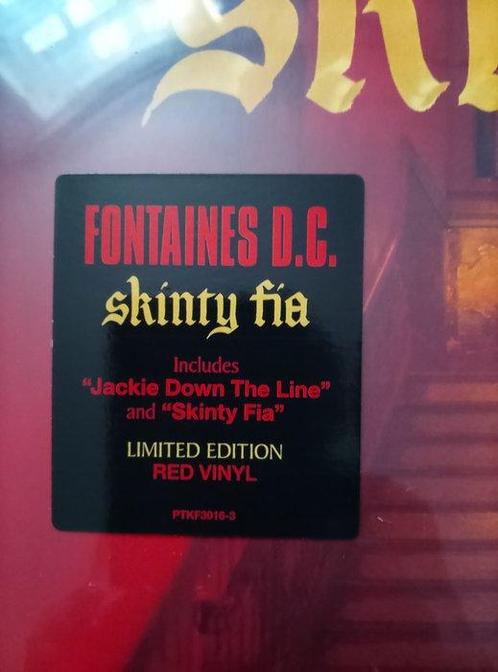 FONTAINES D.C.
skinty fia
Includes
“Jackie Down The Line”
and “Skinty Fia”
LIMITED EDITION
RED VINYL
PTKF3016-3